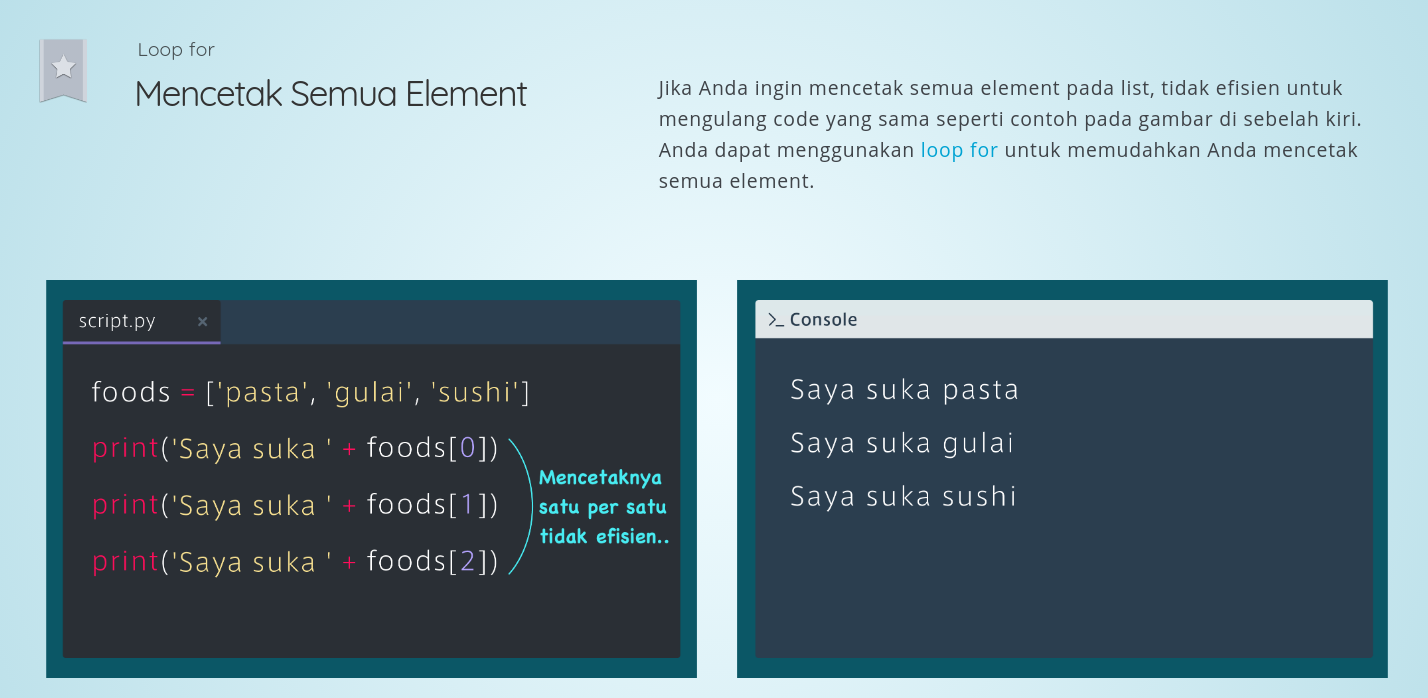 Loop for
Mencetak Semua Element
Jika Anda ingin mencetak semua element pada list, tidak efisien untuk
mengulang code yang sama seperti contoh pada gambar di sebelah kiri.
Anda dapat menggunakan loop for untuk memudahkan Anda mencetak
semua element.
script.py ×
foods = ['pasta', 'gulai', 'sushi']
print('Saya suka ' + foods[0])
print('Saya suka ' + foods[1])
print('Saya suka ' + foods[2])
Mencetaknya
satu per satu
tidak efisien..
>_ Console
Saya suka pasta
Saya suka gulai
Saya suka sushi